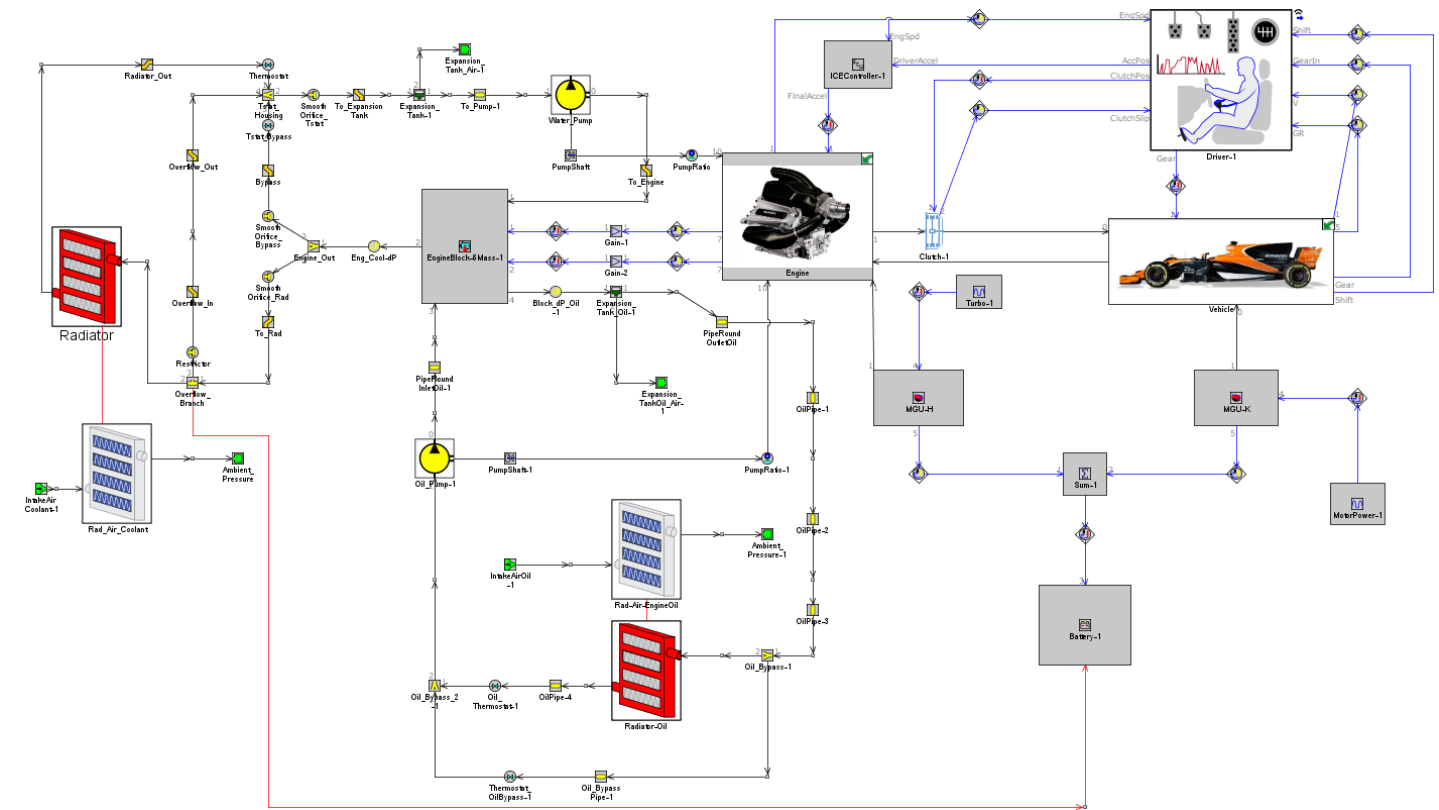 EngSpd
Shift
EngSpd
GearIn
DriverAccel
AccPos
ICEController-1
ClutchPos
V
FinalAccel
ClutchSlip
GR
Driver-1
Gear
Expansion_
Tank_Air-1
Radiator_Out
Thermostat
Tstat_
Housing
Smooth
Orifice_
Tstat
To_Expansion
Tank
Expansion_
Tank-1
To_Pump-1
Water_Pump
Tstat_Bypass
PumpShaft
PumpRatio
Overflow_Out
Bypass
To_Engine
Smooth
Orifice_
Bypass
Engine_Out
Eng_Cool-dP
EngineBlock-5Mass-1
Gain-1
Gain-2
Engine
Clutch-1
Vehicle
Gear
Shift
Smooth
Orifice_Rad
Overflow_In
To_Rad
Block_dP_Oil
-1
Expansion_
Tank_Oil-1
PipeRound
OutletOil
Turbo-1
Radiator
Restrictor
Overflow_
Branch
PipeRound
InletOil-1
Expansion_
TankOil_Air-
1
OilPipe-1
MGU-H
MGU-K
Ambient_
Pressure
IntakeAir
Coolant-1
Rad_Air_Coolant
Oil_Pump-1
PumpShaft-1
PumpRatio-1
Sum-1
MotorPower-1
OilPipe-2
Ambient_
Pressure-1
IntakeAirOil
-1
Rad-Air-EngineOil
OilPipe-3
Battery-1
Oil_Bypass-1
Oil_Bypass_2
-1
Oil_
Thermostat-1
OilPipe-4
Radiator-Oil
Thermostat_
OilBypass-1
Oil_Bypass
Pipe-1